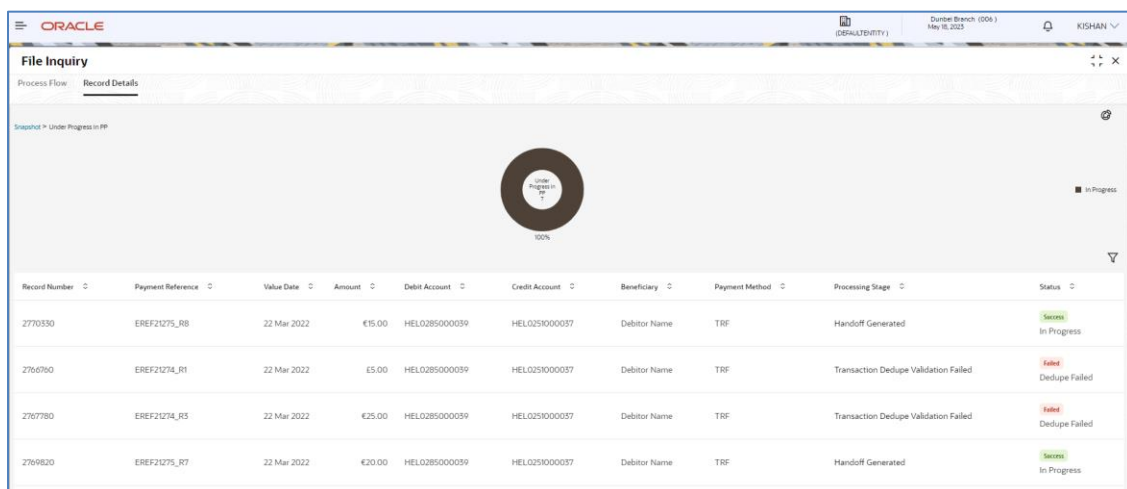 ORACLE
(DEFAULTENTITY)
Dunbei Branch (006)
May 16, 2023
KISHAN
File Inquiry
Process Flow Record Details
Snapshot > Under Progress in PP
Under
Progress in
PP
7
100%
In Progress
Record Number Payment Reference Value Date Amount Debit Account Credit Account Beneficiary Payment Method Processing Stage Status
2770330 EREF21275_R8 22 Mar 2022 €15.00 HEL0285000039 HEL0251000037 Debitor Name TRF Handoff Generated Success
In Progress
2766760 EREF21274_R1 22 Mar 2022 £5.00 HEL0285000039 HEL0251000037 Debitor Name TRF Transaction Dedupe Validation Failed Failed
Dedupe Failed
2767780 EREF21274_R3 22 Mar 2022 €25.00 HEL0285000039 HEL0251000037 Debitor Name TRF Transaction Dedupe Validation Failed Failed
Dedupe Failed
2769820 EREF21275_R7 22 Mar 2022 €20.00 HEL0285000039 HEL0251000037 Debitor Name TRF Handoff Generated Success
In Progress